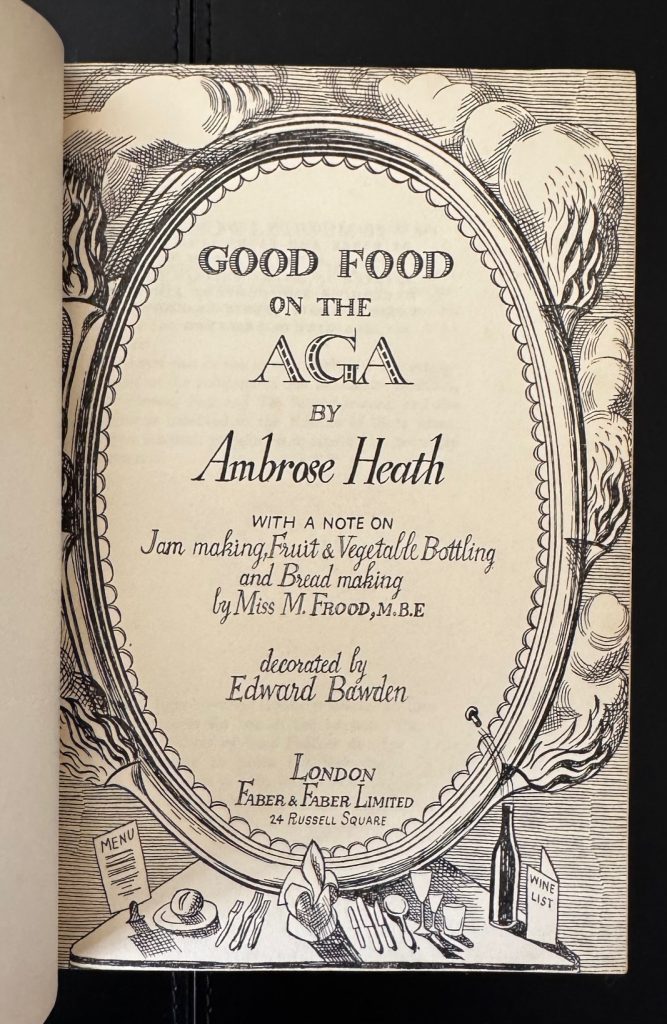 GOOD FOOD
ON THE
AGA
BY
Ambrose Heath
WITH A NOTE ON
Jam making, Fruit & Vegetable Bottling
and Bread making
by Miss M. FROOD, M.B.E
decorated by
Edward Bawden
LONDON
FABER & FABER LIMITED
24 RUSSELL SQUARE
MENU
WINE
LIST